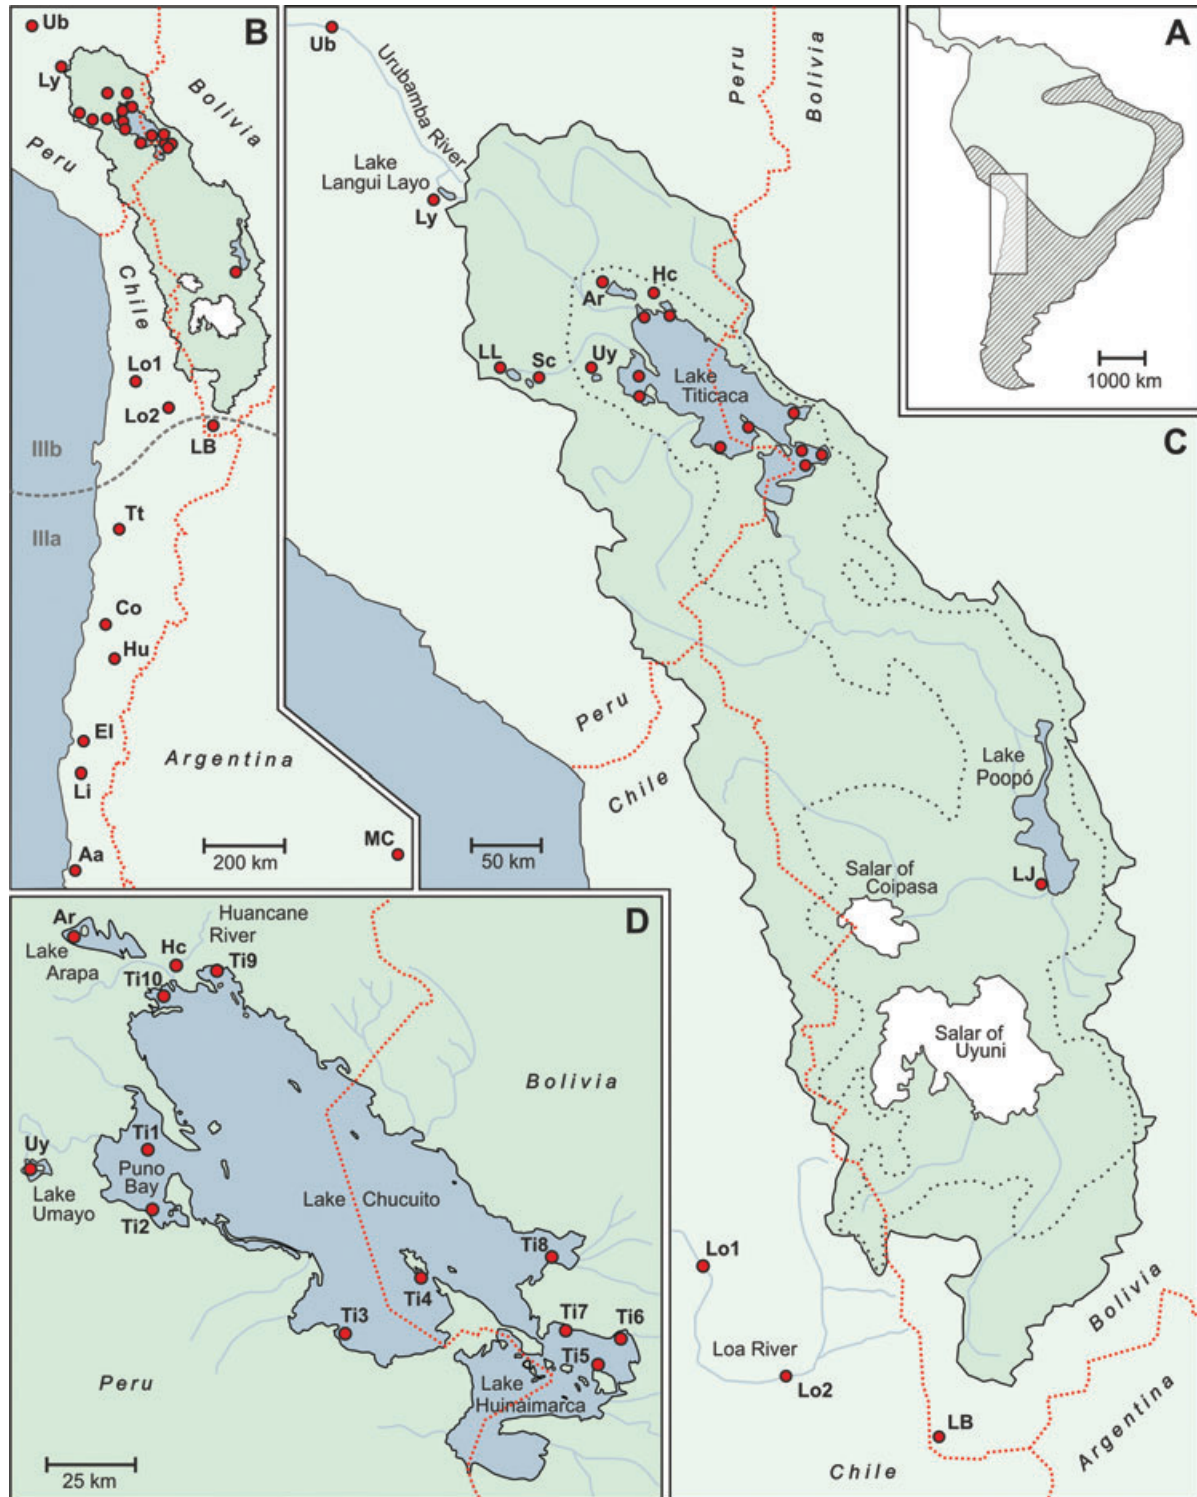 B
Ub
Ly
Bolivia
Peru
Chile
Lo1
Lo2
LB
IIIb
IIIa
Tt
Co
Hu
El
Li
Aa
Argentina
200 km
MC
A
1000 km
C
Ub
Urubamba River
Peru
Bolivia
Lake
Langui Layo
Ly
Ar
Hc
LL
Sc
Uy
Lake
Titicaca
Peru
Chile
50 km
Lake
Poopó
LJ
Salar of
Coipasa
Salar of
Uyuni
Lo1
Loa River
Lo2
LB
Bolivia
Argentina
Chile
D
Ar
Lake
Arapa
Huancane
River
Hc
Ti9
Ti10
Bolivia
Ti1
Puno
Bay
Uy
Lake
Umayo
Ti2
Lake Chucuito
Ti8
Ti4
Ti3
Ti7
Ti6
Ti5
Lake
Huinaimarca
Peru
25 km